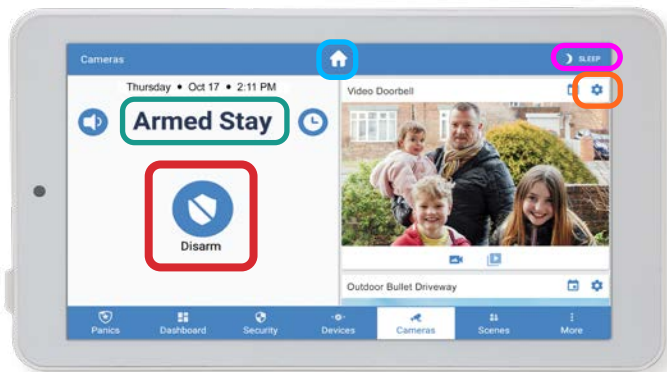 Cameras
SLEEP
Thursday • Oct 17 • 2:11 PM
Armed Stay
Disarm
Video Doorbell
Outdoor Bullet Driveway
Panics
Dashboard
Security
Devices
Cameras
Scenes
More